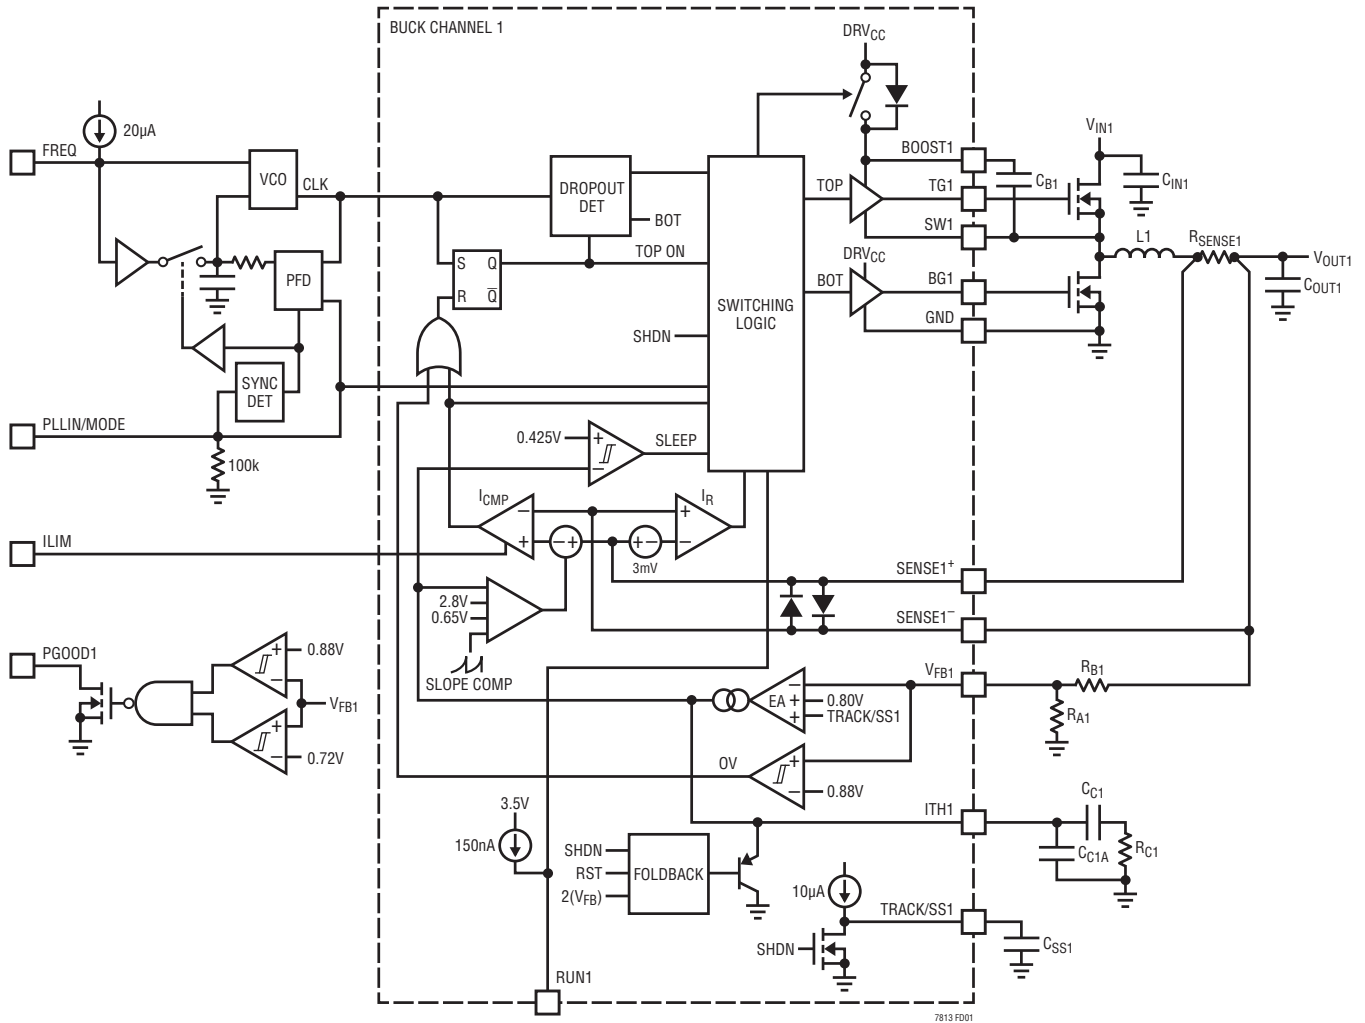 BUCK CHANNEL 1
DRVCC
20µA
VIN1
FREQ
BOOST1
VCO
CLK
DROPOUT
DET
TOP
TG1
CB1
CIN1
BOT
SW1
L1
RSENSE1
TOP ON
DRVCC
VOUT1
S Q
PFD
BOT
BG1
COUT1
R Q̅
SWITCHING
LOGIC
GND
SHDN
SYNC
DET
PLLIN/MODE
0.425V
+
SLEEP
−
100k
ICMP
IR
−
+
ILIM
+
− +
+ −
−
3mV
SENSE1+
2.8V
0.65V
SENSE1−
PGOOD1
0.88V
+
−
SLOPE COMP
VFB1
RB1
VFB1
−
EA +
0.80V
+
TRACK/SS1
RA1
+
−
0.72V
OV
+
−
0.88V
CC1
3.5V
ITH1
150nA
SHDN
RST
2(VFB)
FOLDBACK
CC1A
RC1
10µA
TRACK/SS1
SHDN
CSS1
RUN1
7813 FD01